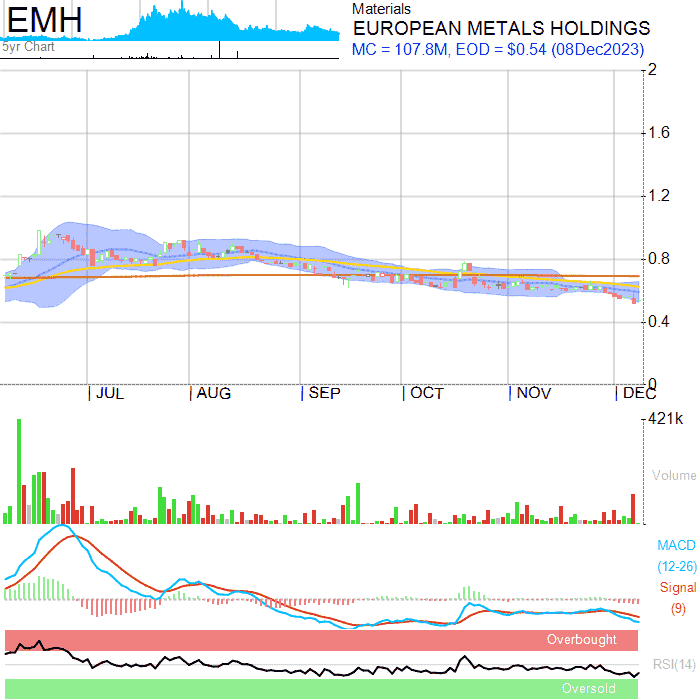 EMH
5yr Chart
Materials
EUROPEAN METALS HOLDINGS
MC = 107.8M, EOD = $0.54 (08Dec2023)
2
1.6
1.2
0.8
0.4
0
JUL AUG SEP OCT NOV DEC
421k
Volume
MACD
(12-26)
Signal
(9)
Overbought
RSI(14)
Oversold